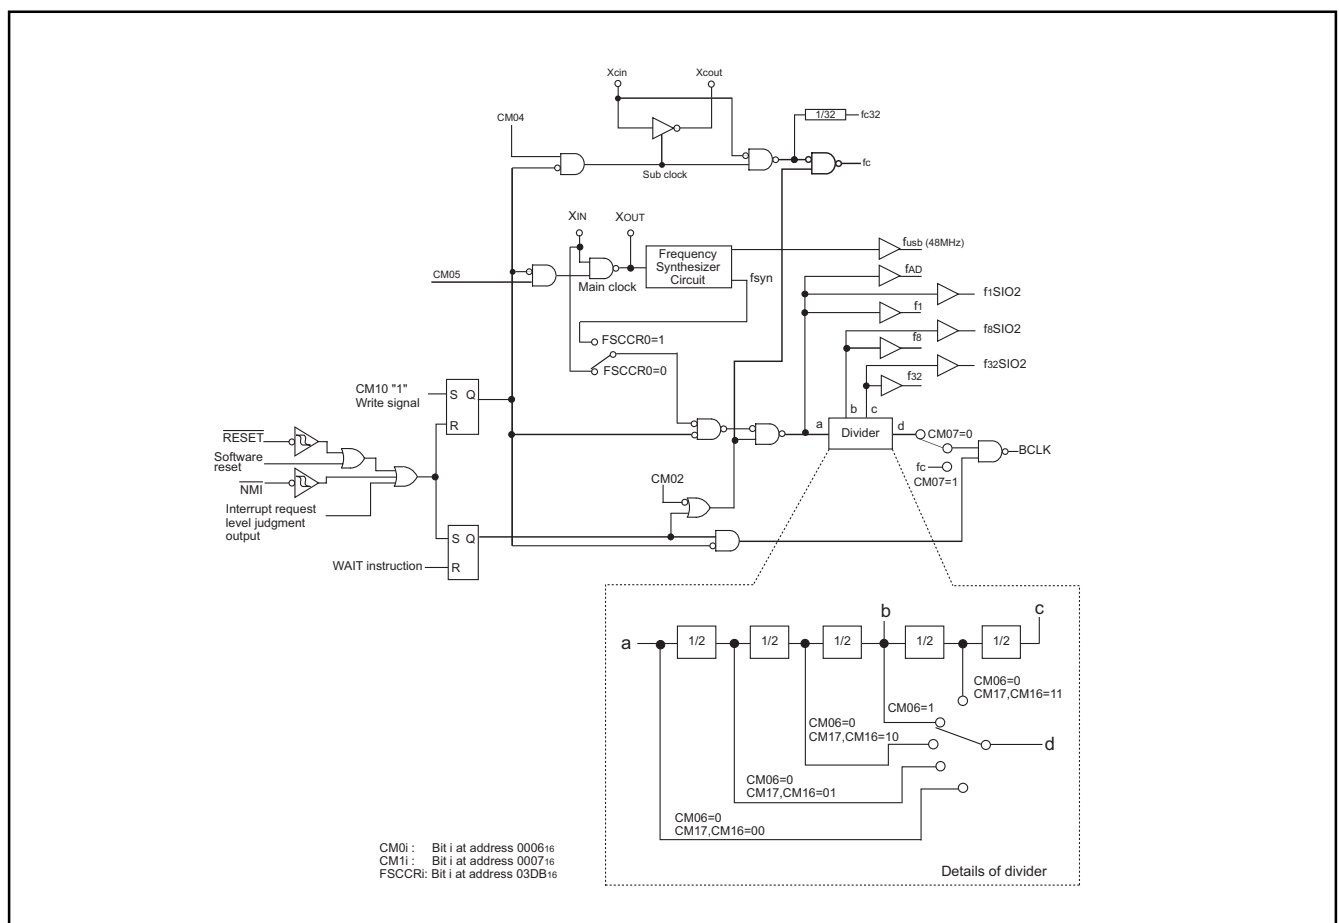 Xcin
Xcout
CM04
1/32
fc32
fc
Sub clock
XIN
XOUT
CM05
Main clock
Frequency
Synthesizer
Circuit
fsyn
fusb (48MHz)
fAD
f1SIO2
f1
f8SIO2
f8
f32SIO2
f32
FSCCR0=1
FSCCR0=0
CM10 "1"
Write signal
S Q
R
RESET
Software
reset
NMI
Interrupt request
level judgment
output
a
b
c
Divider
d
CM07=0
fc
CM07=1
BCLK
CM02
S Q
R
WAIT instruction
a
1/2
1/2
1/2
b
1/2
1/2
c
CM06=0
CM17,CM16=11
CM06=1
CM06=0
CM17,CM16=10
d
CM06=0
CM17,CM16=01
CM06=0
CM17,CM16=00
Details of divider
CM0i : Bit i at address 000616
CM1i : Bit i at address 000716
FSCCRi: Bit i at address 03DB16